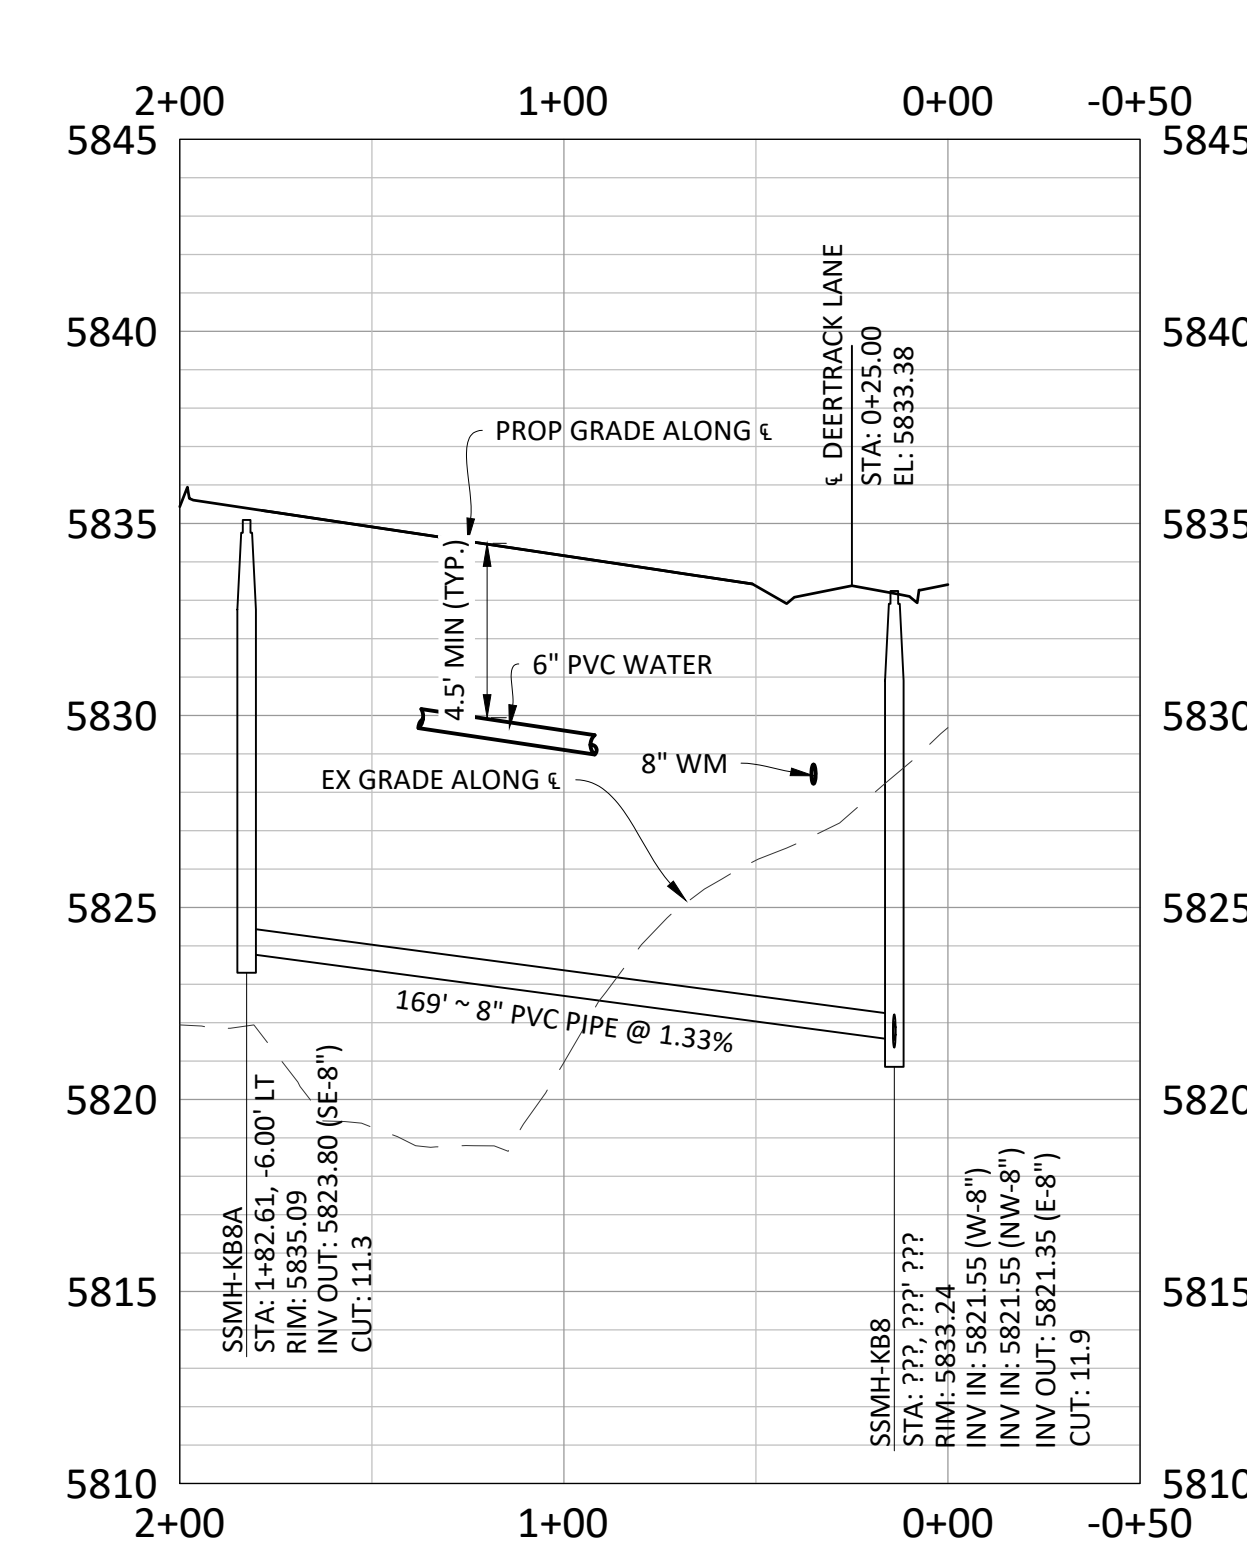 2+00 1+00 0+00 -0+50
5845 5845
5840 5840
5835 5835
5830 5830
5825 5825
5820 5820
5815 5815
5810 5810
2+00 1+00 0+00 -0+50
℄ DEERTRACK LANE
STA: 0+25.00
EL: 5833.38
PROP GRADE ALONG ℄
4.5' MIN (TYP.)
6" PVC WATER
8" WM
EX GRADE ALONG ℄
169' ~ 8" PVC PIPE @ 1.33%
SSMH-KB8A
STA: 1+82.61, -6.00' LT
RIM: 5835.09
INV OUT: 5823.80 (SE-8")
CUT: 11.3
SSMH-KB8
STA: ???, ???' ???
RIM: 5833.24
INV IN: 5821.55 (W-8")
INV IN: 5821.55 (NW-8")
INV OUT: 5821.35 (E-8")
CUT: 11.9